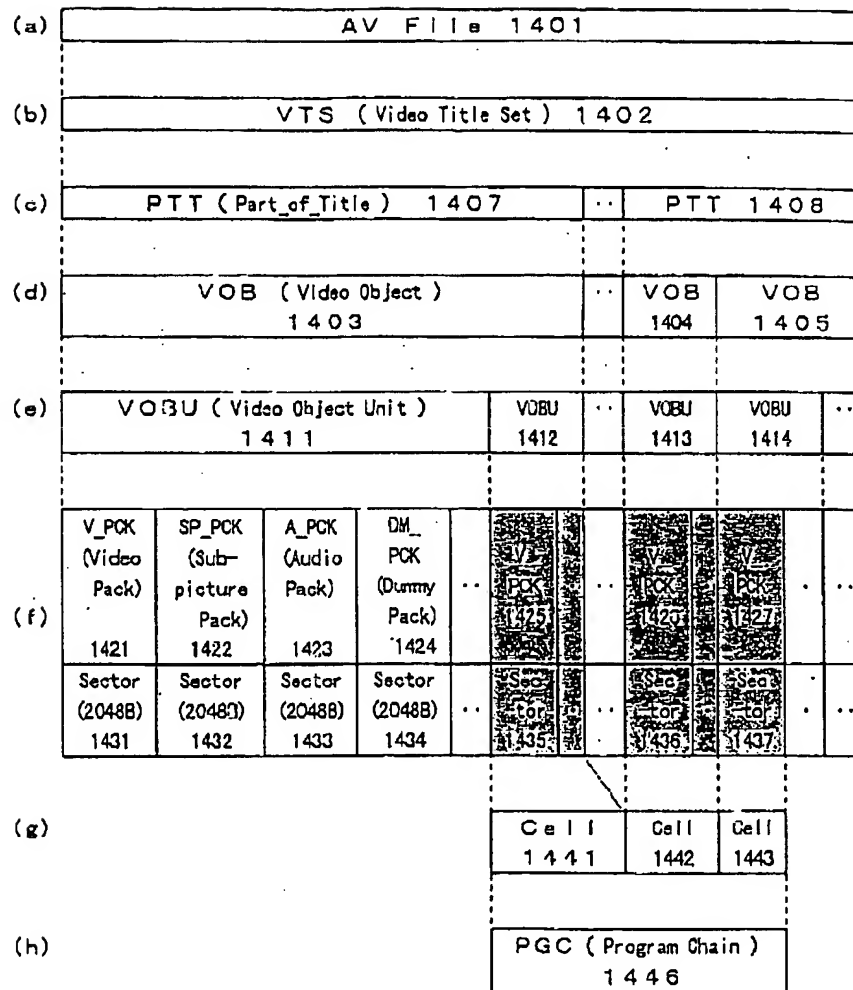 (a) AV File 1401
(b) VTS (Video Title Set) 1402
(c) PTT (Part_of_Title) 1407 ·· PTT 1408
(d) VOB (Video Object) ·· VOB VOB
1403 1404 1405
(e) VOBU (Video Object Unit) VOBU ·· VOBU VOBU ··
1411 1412 1413 1414
V_PCK SP_PCK A_PCK DM_
(Video (Sub- (Audio PCK V_ V_ V_
Pack) picture Pack) (Dummy ·· PCK ·· PCK PCK · ··
(f) Pack) Pack) 1425 1426 1427
1421 1422 1423 1424
Sector Sector Sector Sector Sec Sec Sec
(2048B) (2048B) (2048B) (2048B) ·· tor ·· tor tor · ··
1431 1432 1433 1434 1435 1436 1437
(g) Cell Cell Cell
1441 1442 1443
(h) PGC (Program Chain)
1446